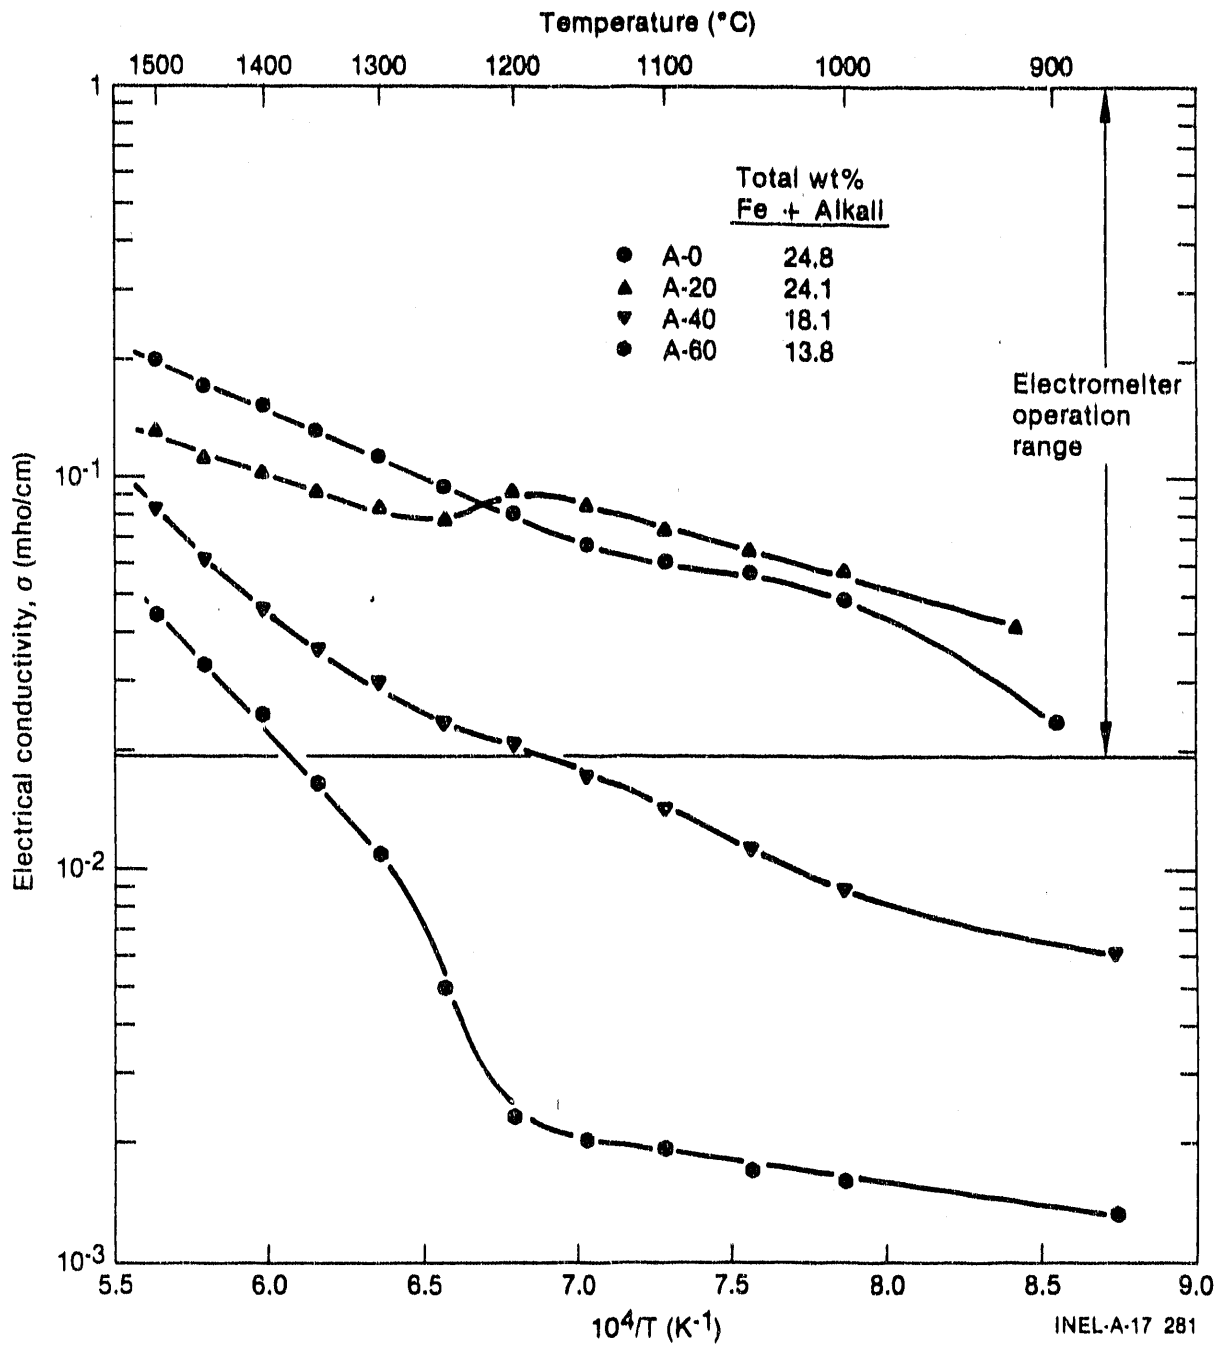 Temperature (°C)
1500 1400 1300 1200 1100 1000 900
1
Total wt%
Fe + Alkali
A-0 24.8
A-20 24.1
A-40 18.1
A-60 13.8
Electromelter
operation
range
10-1
Electrical conductivity, σ (mho/cm)
10-2
10-3
5.5 6.0 6.5 7.0 7.5 8.0 8.5 9.0
10⁴/T (K-1)
INEL-A-17 281